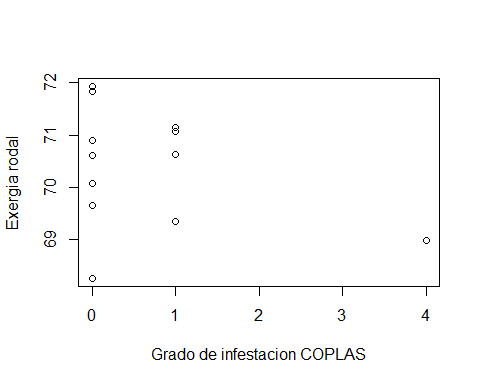 72
71
70
69
Exergia rodal
0 1 2 3 4
Grado de infestacion COPLAS